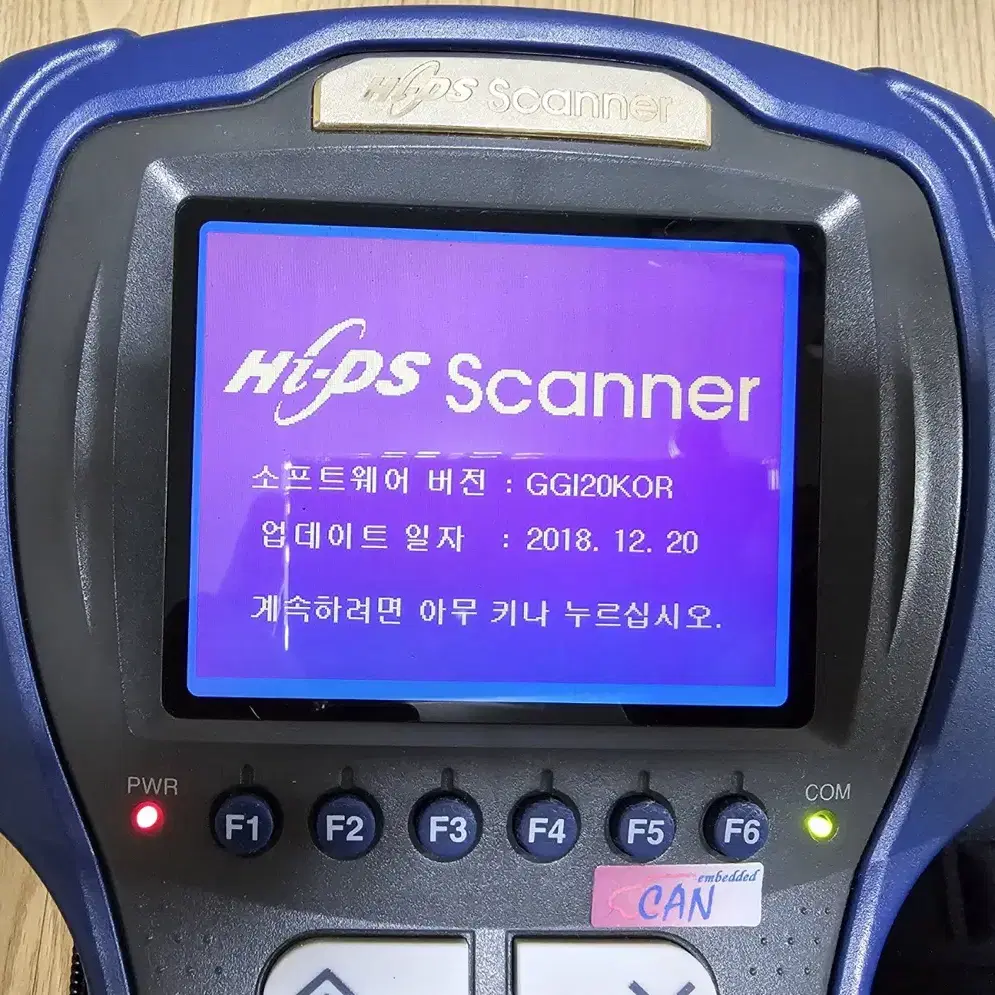 Hi-DS Scanner
Hi-DS Scanner
소프트웨어 버전 : GGI20KOR
업데이트 일자 : 2018. 12. 20
계속하려면 아무 키나 누르십시오.
PWR
COM
F1 F2 F3 F4 F5 F6
embedded
CAN